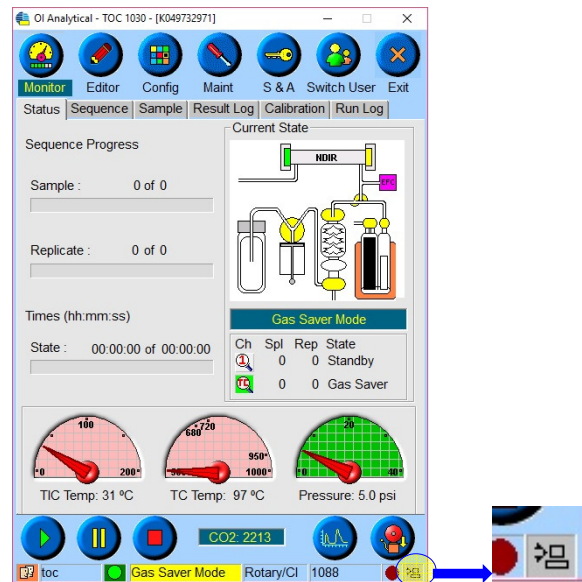 OI Analytical - TOC 1030 - [K049732971]
Monitor Editor Config Maint S & A Switch User Exit
Status Sequence Sample Result Log Calibration Run Log
Sequence Progress
Sample : 0 of 0
Replicate : 0 of 0
Times (hh:mm:ss)
State : 00:00:00 of 00:00:00
Current State
NDIR
EPC
Gas Saver Mode
Ch Spl Rep State
1 0 0 Standby
TC 0 0 Gas Saver
100
0 200
TIC Temp: 31 ºC
680 720
950
1000
TC Temp: 97 ºC
20
0 40
Pressure: 5.0 psi
CO2: 2213
toc Gas Saver Mode Rotary/Cl 1088